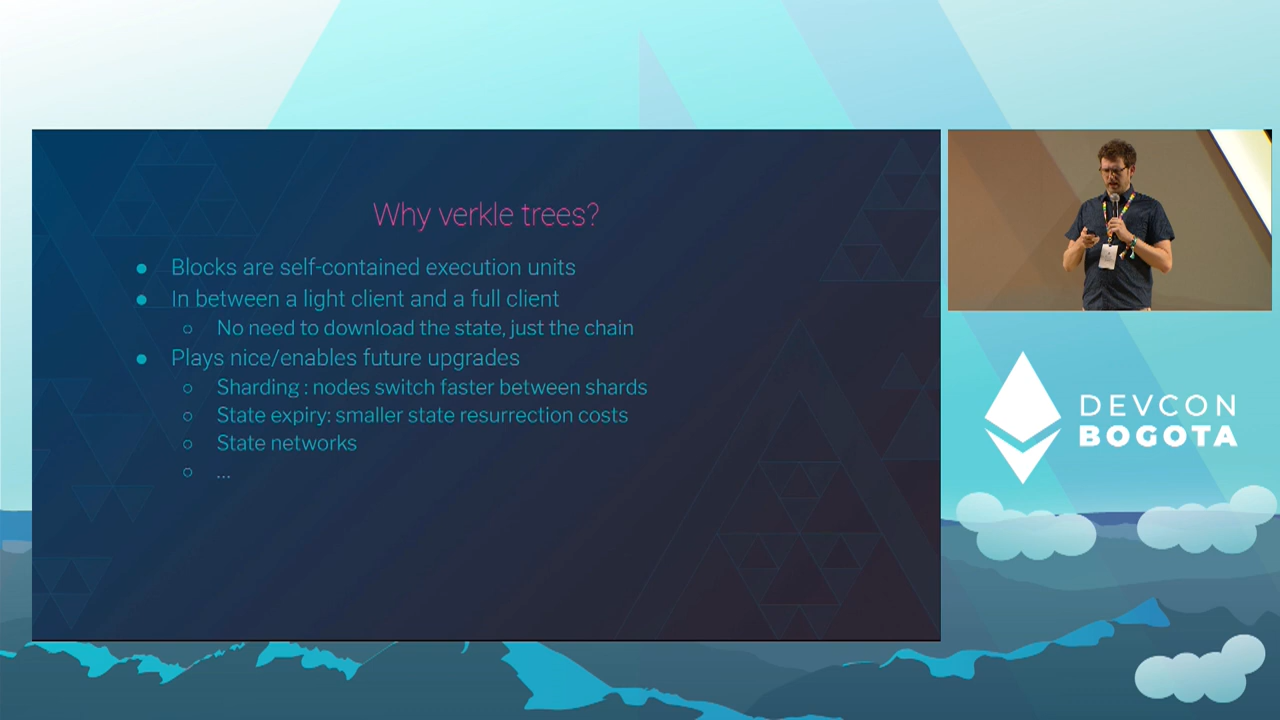 Why verkle trees?
● Blocks are self-contained execution units
● In between a light client and a full client
○ No need to download the state, just the chain
● Plays nice/enables future upgrades
○ Sharding : nodes switch faster between shards
○ State expiry: smaller state resurrection costs
○ State networks
○ ...
DEVCON
BOGOTA